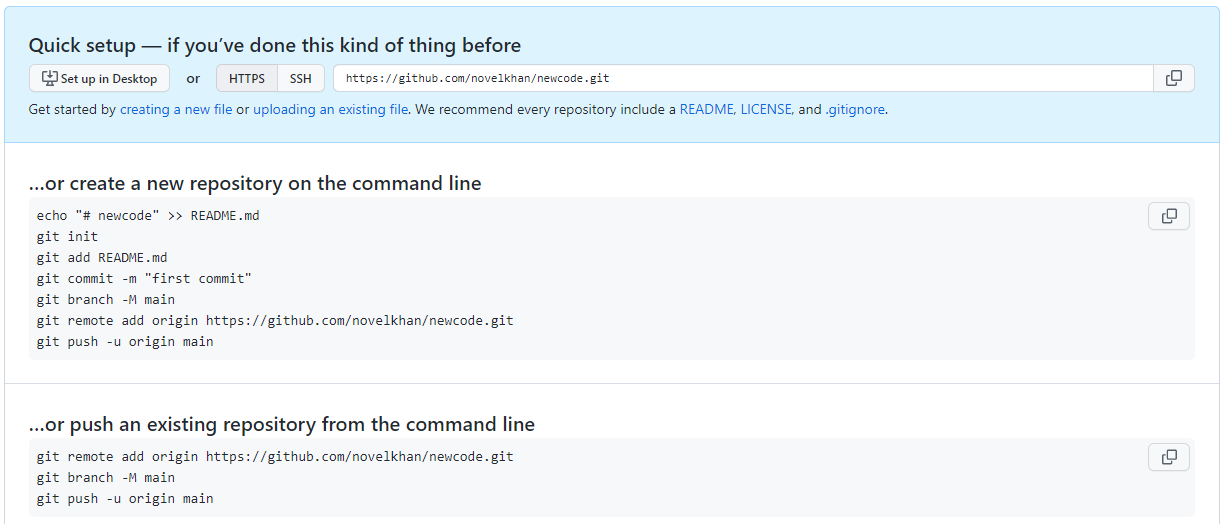 Quick setup — if you’ve done this kind of thing before
Set up in Desktop or HTTPS SSH https://github.com/novelkhan/newcode.git
Get started by creating a new file or uploading an existing file. We recommend every repository include a README, LICENSE, and .gitignore.
…or create a new repository on the command line
echo "# newcode" >> README.md
git init
git add README.md
git commit -m "first commit"
git branch -M main
git remote add origin https://github.com/novelkhan/newcode.git
git push -u origin main
…or push an existing repository from the command line
git remote add origin https://github.com/novelkhan/newcode.git
git branch -M main
git push -u origin main